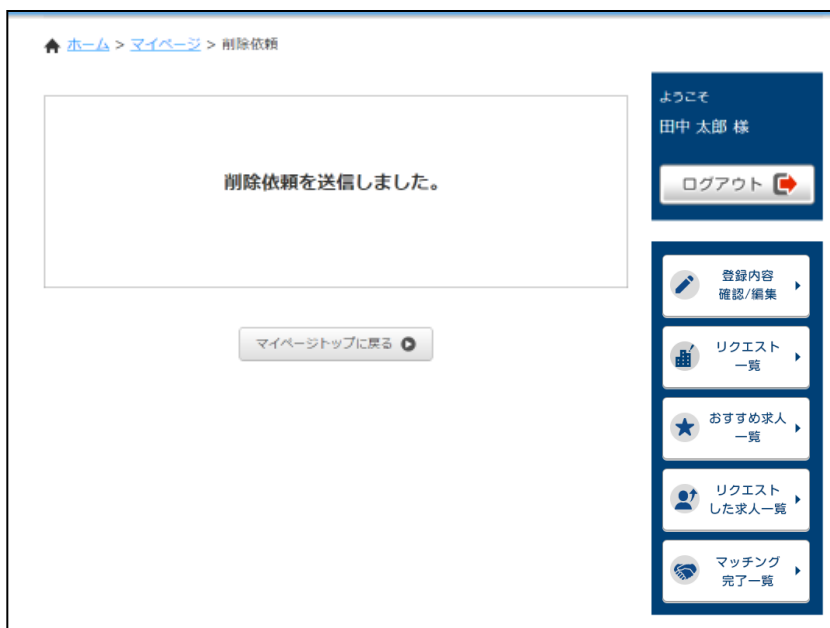 ホーム > マイページ > 削除依頼
削除依頼を送信しました。
マイページトップに戻る
ようこそ
田中 太郎 様
ログアウト
登録内容
確認/編集
リクエスト
一覧
おすすめ求人
一覧
リクエスト
した求人一覧
マッチング
完了一覧